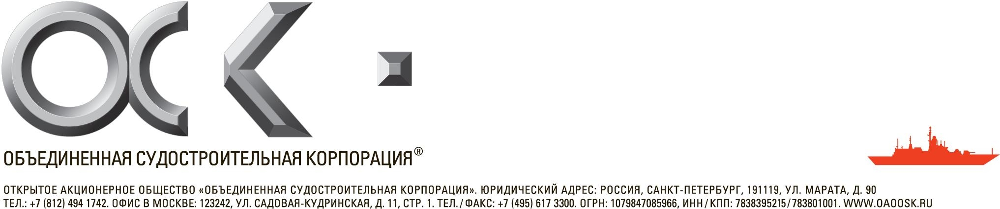 ОСК
ОБЪЕДИНЕННАЯ СУДОСТРОИТЕЛЬНАЯ КОРПОРАЦИЯ®
ОТКРЫТОЕ АКЦИОНЕРНОЕ ОБЩЕСТВО «ОБЪЕДИНЕННАЯ СУДОСТРОИТЕЛЬНАЯ КОРПОРАЦИЯ». ЮРИДИЧЕСКИЙ АДРЕС: РОССИЯ, САНКТ-ПЕТЕРБУРГ, 191119, УЛ. МАРАТА, Д. 90
ТЕЛ.: +7 (812) 494 1742. ОФИС В МОСКВЕ: 123242, УЛ. САДОВАЯ-КУДРИНСКАЯ, Д. 11, СТР. 1. ТЕЛ./ФАКС: +7 (495) 617 3300. ОГРН: 1079847085966, ИНН/КПП: 7838395215/783801001. WWW.OAOOSK.RU